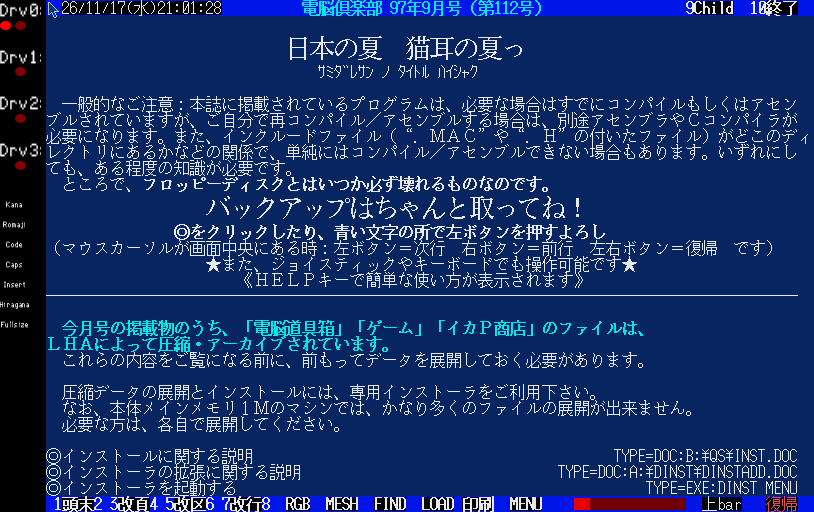 Drv0:
26/11/17(水)21:01:28 電脳倶楽部 97年9月号 (第112号) 9Child 10終了
日本の夏　猫耳の夏っ
ｻﾐﾀﾞﾚｻﾝ ﾉ ﾀｲﾄﾙ ﾊｲｼｬｸ
Drv1:
Drv2:
Drv3:
　一般的なご注意：本誌に掲載されているプログラムは、必要な場合はすでにコンパイルもしくはアセン
ブルされていますが、ご自分で再コンパイル／アセンブルする場合は、別途アセンブラやＣコンパイラが
必要になります。また、インクルードファイル（“．ＭＡＣ”や“．Ｈ”の付いたファイル）がどこのディ
レクトリにあるかなどの関係で、単純にはコンパイル／アセンブルできない場合もあります。いずれにし
ても、ある程度の知識が必要です。
　ところで、フロッピーディスクとはいつか必ず壊れるものなのです。
バックアップはちゃんと取ってね！
◎をクリックしたり、青い文字の所で左ボタンを押すよろし
（マウスカーソルが画面中央にある時：左ボタン＝次行　右ボタン＝前行　左右ボタン＝復帰　です）
★また、ジョイスティックやキーボードでも操作可能です★
《ＨＥＬＰキーで簡単な使い方が表示されます》
Kana
Romaji
Code
Caps
Insert
Hiragana
Fullsize
　今月号の掲載物のうち、「電脳道具箱」「ゲーム」「イカＰ商店」のファイルは、
ＬＨＡによって圧縮・アーカイブされています。
　これらの内容をご覧になる前に、前もってデータを展開しておく必要があります。
　圧縮データの展開とインストールには、専用インストーラをご利用下さい。
　なお、本体メインメモリ１Ｍのマシンでは、かなり多くのファイルの展開が出来ません。
　必要な方は、各自で展開してください。
◎インストールに関する説明 TYPE=DOC:B:¥QS¥INST.DOC
◎インストーラの拡張に関する説明 TYPE=DOC:A:¥DINST¥DINSTADD.DOC
◎インストーラを起動する TYPE=EXE:DINST MENU
1頭末2 3改頁4 5改区6 7改行8 RGB MESH FIND LOAD 印刷 MENU 上bar 復帰